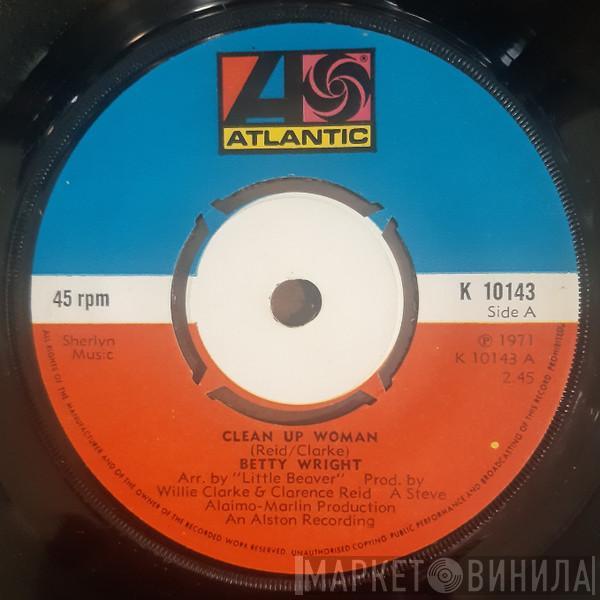 ATLANTIC
45 rpm
K 10143
Side A
Sherlyn
Music
℗ 1971
K 10143 A
2.45
CLEAN UP WOMAN
(Reid/Clarke)
BETTY WRIGHT
Arr. by "Little Beaver" Prod. by
Willie Clarke & Clarence Reid A Steve
Alaimo-Marlin Production
An Alston Recording
ALL RIGHTS OF THE MANUFACTURER AND OF THE OWNER OF THE RECORDED WORK RESERVED. UNAUTHORISED COPYING PUBLIC PERFORMANCE AND BROADCASTING OF THIS RECORD PROHIBITED
МАРКЕТ ВИНИЛА